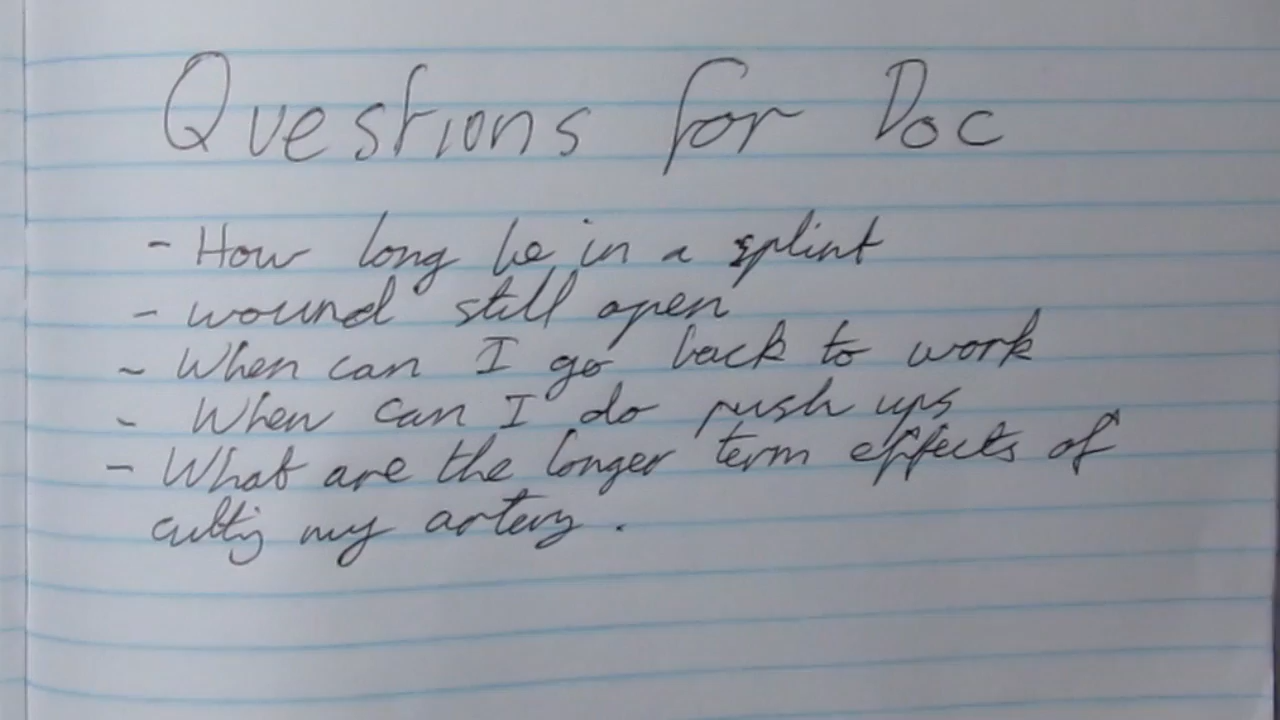 Questions for Doc
- How long be in a splint
- wound still open
- When can I go back to work
- When can I do push ups
- What are the longer term effects of
cutting my artery.